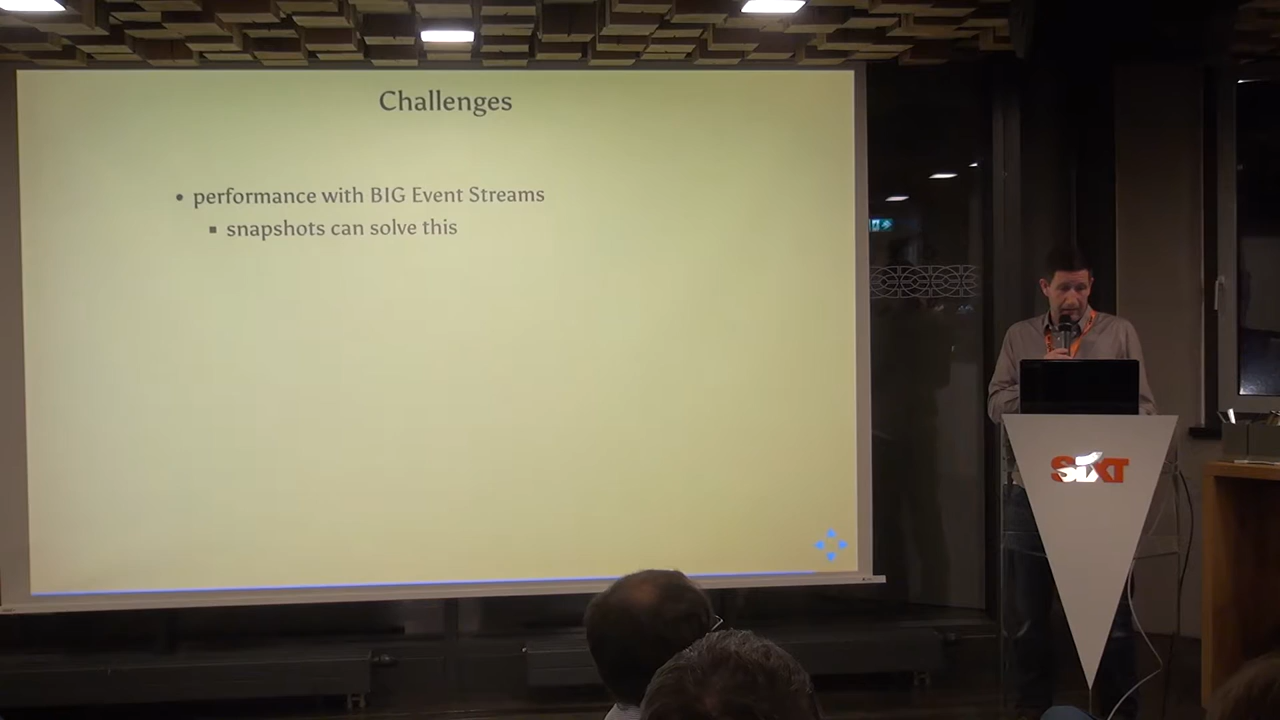 Challenges
• performance with BIG Event Streams
▪ snapshots can solve this
SIXT